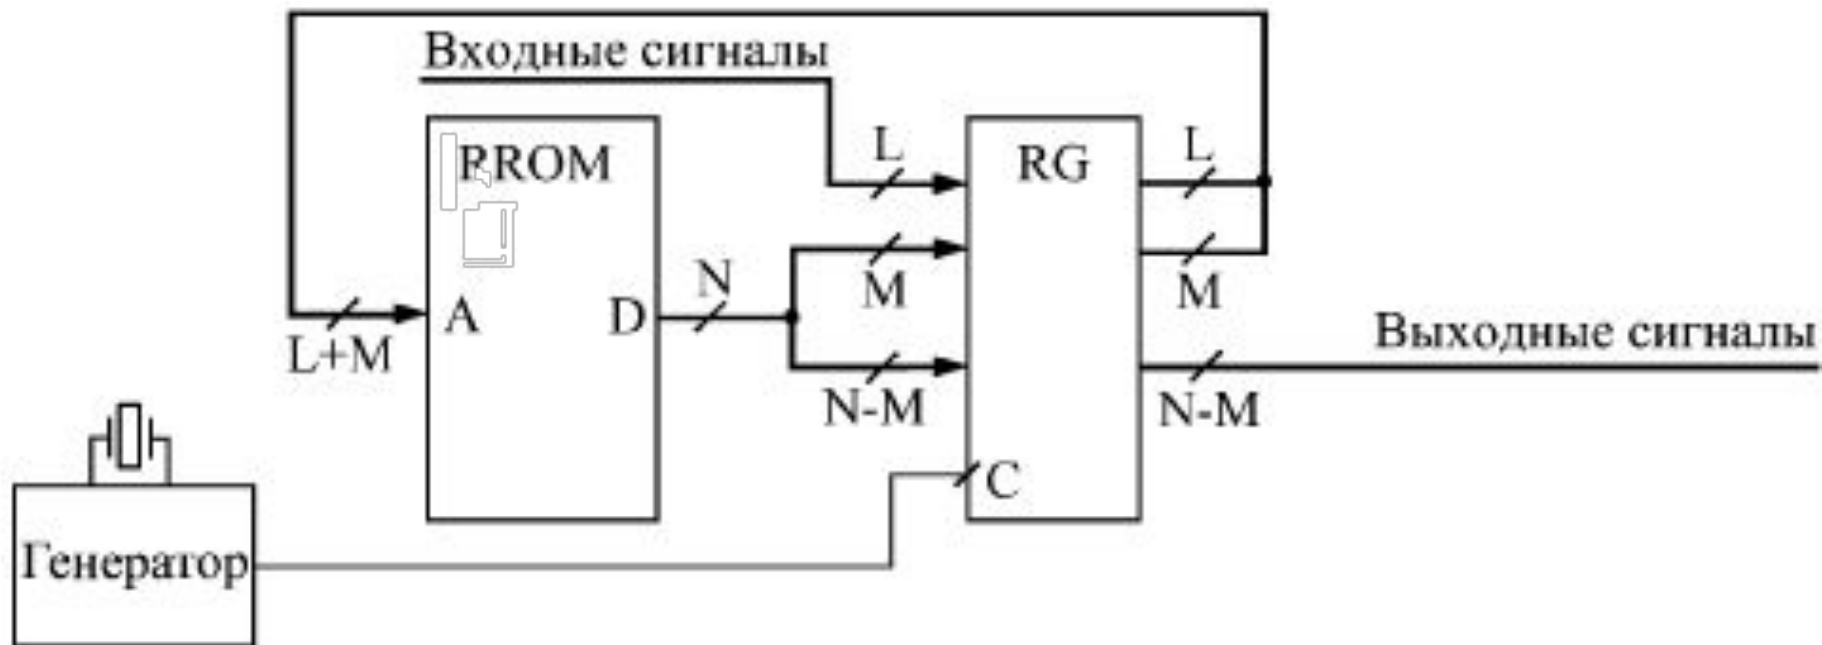 Входные сигналы
PROM
L
RG
L
M
M
N
A
D
L+M
Выходные сигналы
N-M
N-M
C
Генератор